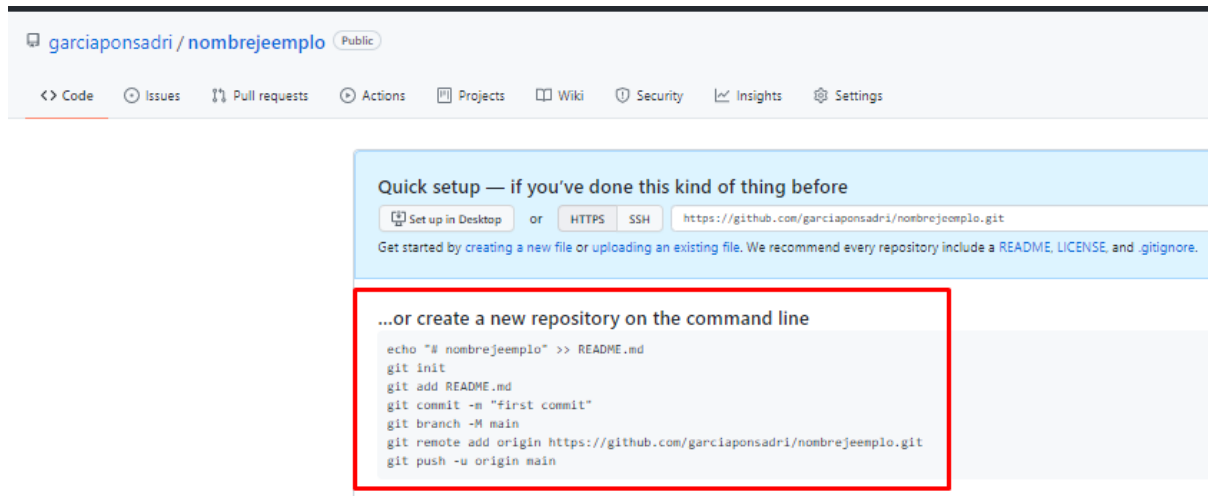 garciaponsadri / nombrejeemplo Public
Code Issues Pull requests Actions Projects Wiki Security Insights Settings
Quick setup — if you've done this kind of thing before
Set up in Desktop or HTTPS SSH https://github.com/garciaponsadri/nombrejeemplo.git
Get started by creating a new file or uploading an existing file. We recommend every repository include a README, LICENSE, and .gitignore.
...or create a new repository on the command line
echo "# nombrejeemplo" >> README.md
git init
git add README.md
git commit -m "first commit"
git branch -M main
git remote add origin https://github.com/garciaponsadri/nombrejeemplo.git
git push -u origin main